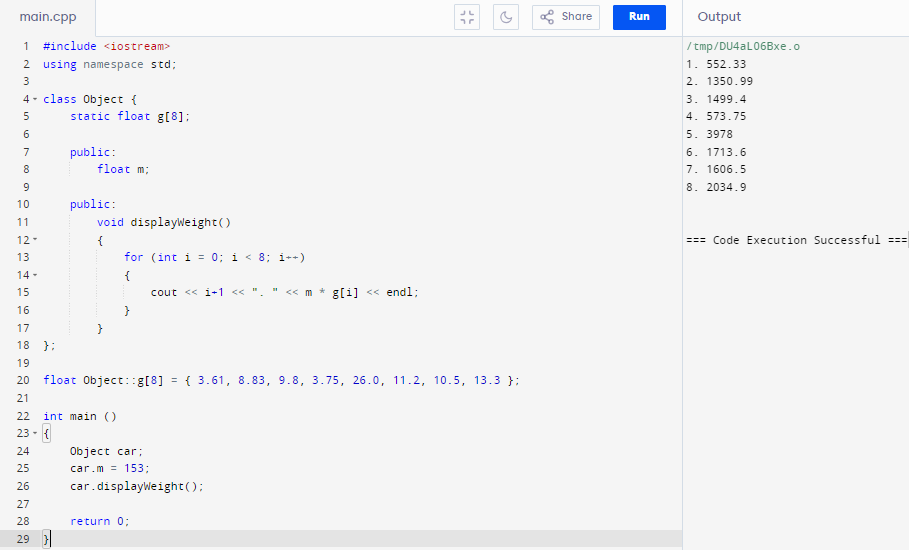 main.cpp
Share
Run
Output
1 #include <iostream>
2 using namespace std;
3
4 class Object {
5 static float g[8];
6
7 public:
8 float m;
9
10 public:
11 void displayWeight()
12 {
13 for (int i = 0; i < 8; i++)
14 {
15 cout << i+1 << ". " << m * g[i] << endl;
16 }
17 }
18 };
19
20 float Object::g[8] = { 3.61, 8.83, 9.8, 3.75, 26.0, 11.2, 10.5, 13.3 };
21
22 int main ()
23 {
24 Object car;
25 car.m = 153;
26 car.displayWeight();
27
28 return 0;
29 }
/tmp/DU4aLO6Bxe.o
1. 552.33
2. 1350.99
3. 1499.4
4. 573.75
5. 3978
6. 1713.6
7. 1606.5
8. 2034.9
=== Code Execution Successful ===